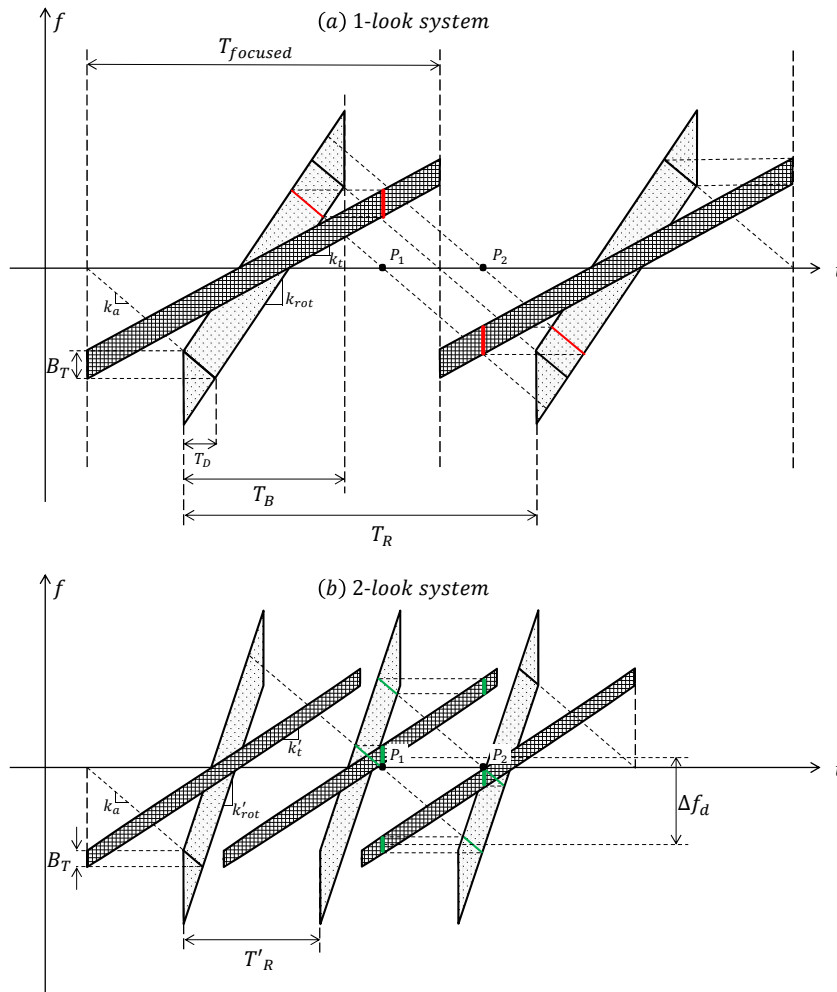 f
(a) 1-look system
T_focused
P_1
P_2
k_t
t
k_a
k_rot
B_T
T_D
T_B
T_R
f
(b) 2-look system
k'_t
P_1
P_2
t
k_a
k'_rot
Δf_d
B_T
T'_R